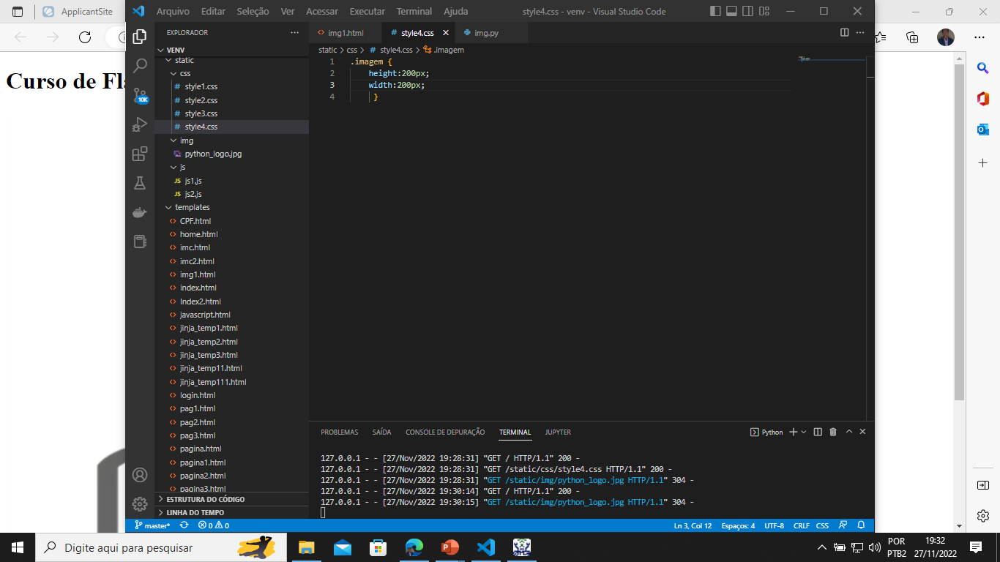 ApplicantSite
Arquivo Editar Seleção Ver Acessar Executar Terminal Ajuda
style4.css - venv - Visual Studio Code
Curso de Fla
EXPLORADOR
VENV
static
css
style1.css
style2.css
style3.css
style4.css
img
python_logo.jpg
js
JS js1.js
JS js2.js
templates
CPF.html
home.html
imc.html
imc2.html
img1.html
index.html
Index2.html
javascript.html
jinja_temp1.html
jinja_temp2.html
jinja_temp3.html
jinja_temp11.html
jinja_temp111.html
login.html
pag1.html
pag2.html
pag3.html
pagina.html
pagina1.html
pagina2.html
pagina3.html
ESTRUTURA DO CÓDIGO
LINHA DO TEMPO
10K
img1.html # style4.css img.py
static > css > # style4.css > .imagem
1 .imagem {
2 height:200px;
3 width:200px;
4 }
PROBLEMAS SAÍDA CONSOLE DE DEPURAÇÃO TERMINAL JUPYTER
Python
127.0.0.1 - - [27/Nov/2022 19:28:31] "GET / HTTP/1.1" 200 -
127.0.0.1 - - [27/Nov/2022 19:28:31] "GET /static/css/style4.css HTTP/1.1" 200 -
127.0.0.1 - - [27/Nov/2022 19:28:31] "GET /static/img/python_logo.jpg HTTP/1.1" 304 -
127.0.0.1 - - [27/Nov/2022 19:30:14] "GET / HTTP/1.1" 200 -
127.0.0.1 - - [27/Nov/2022 19:30:15] "GET /static/img/python_logo.jpg HTTP/1.1" 304 -
master* 0 0
Ln 3, Col 12 Espaços: 4 UTF-8 CRLF CSS
Digite aqui para pesquisar
POR
PTB2
19:32
27/11/2022